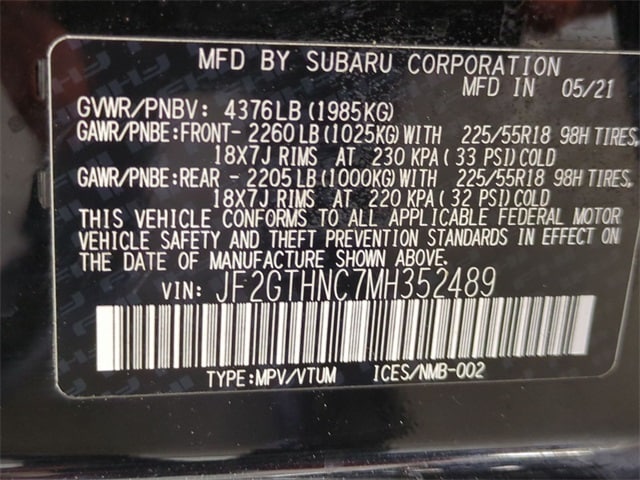 MFD BY SUBARU CORPORATION
MFD IN 05/21
GVWR/PNBV: 4376LB(1985KG)
GAWR/PNBE:FRONT- 2260LB(1025KG)WITH 225/55R18 98H TIRES,
18X7J RIMS AT 230 KPA (33 PSI)COLD
GAWR/PNBE:REAR - 2205LB(1000KG)WITH 225/55R18 98H TIRES,
18X7J RIMS AT 220 KPA(32 PSI)COLD
THIS VEHICLE CONFORMS TO ALL APPLICABLE FEDERAL MOTOR
VEHICLE SAFETY AND THEFT PREVENTION STANDARDS IN EFFECT ON
THE DATE OF MANUFACTURE SHOWN ABOVE.
VIN: JF2GTHNC7MH352489
TYPE:MPV/VTUM ICES/NMB-002